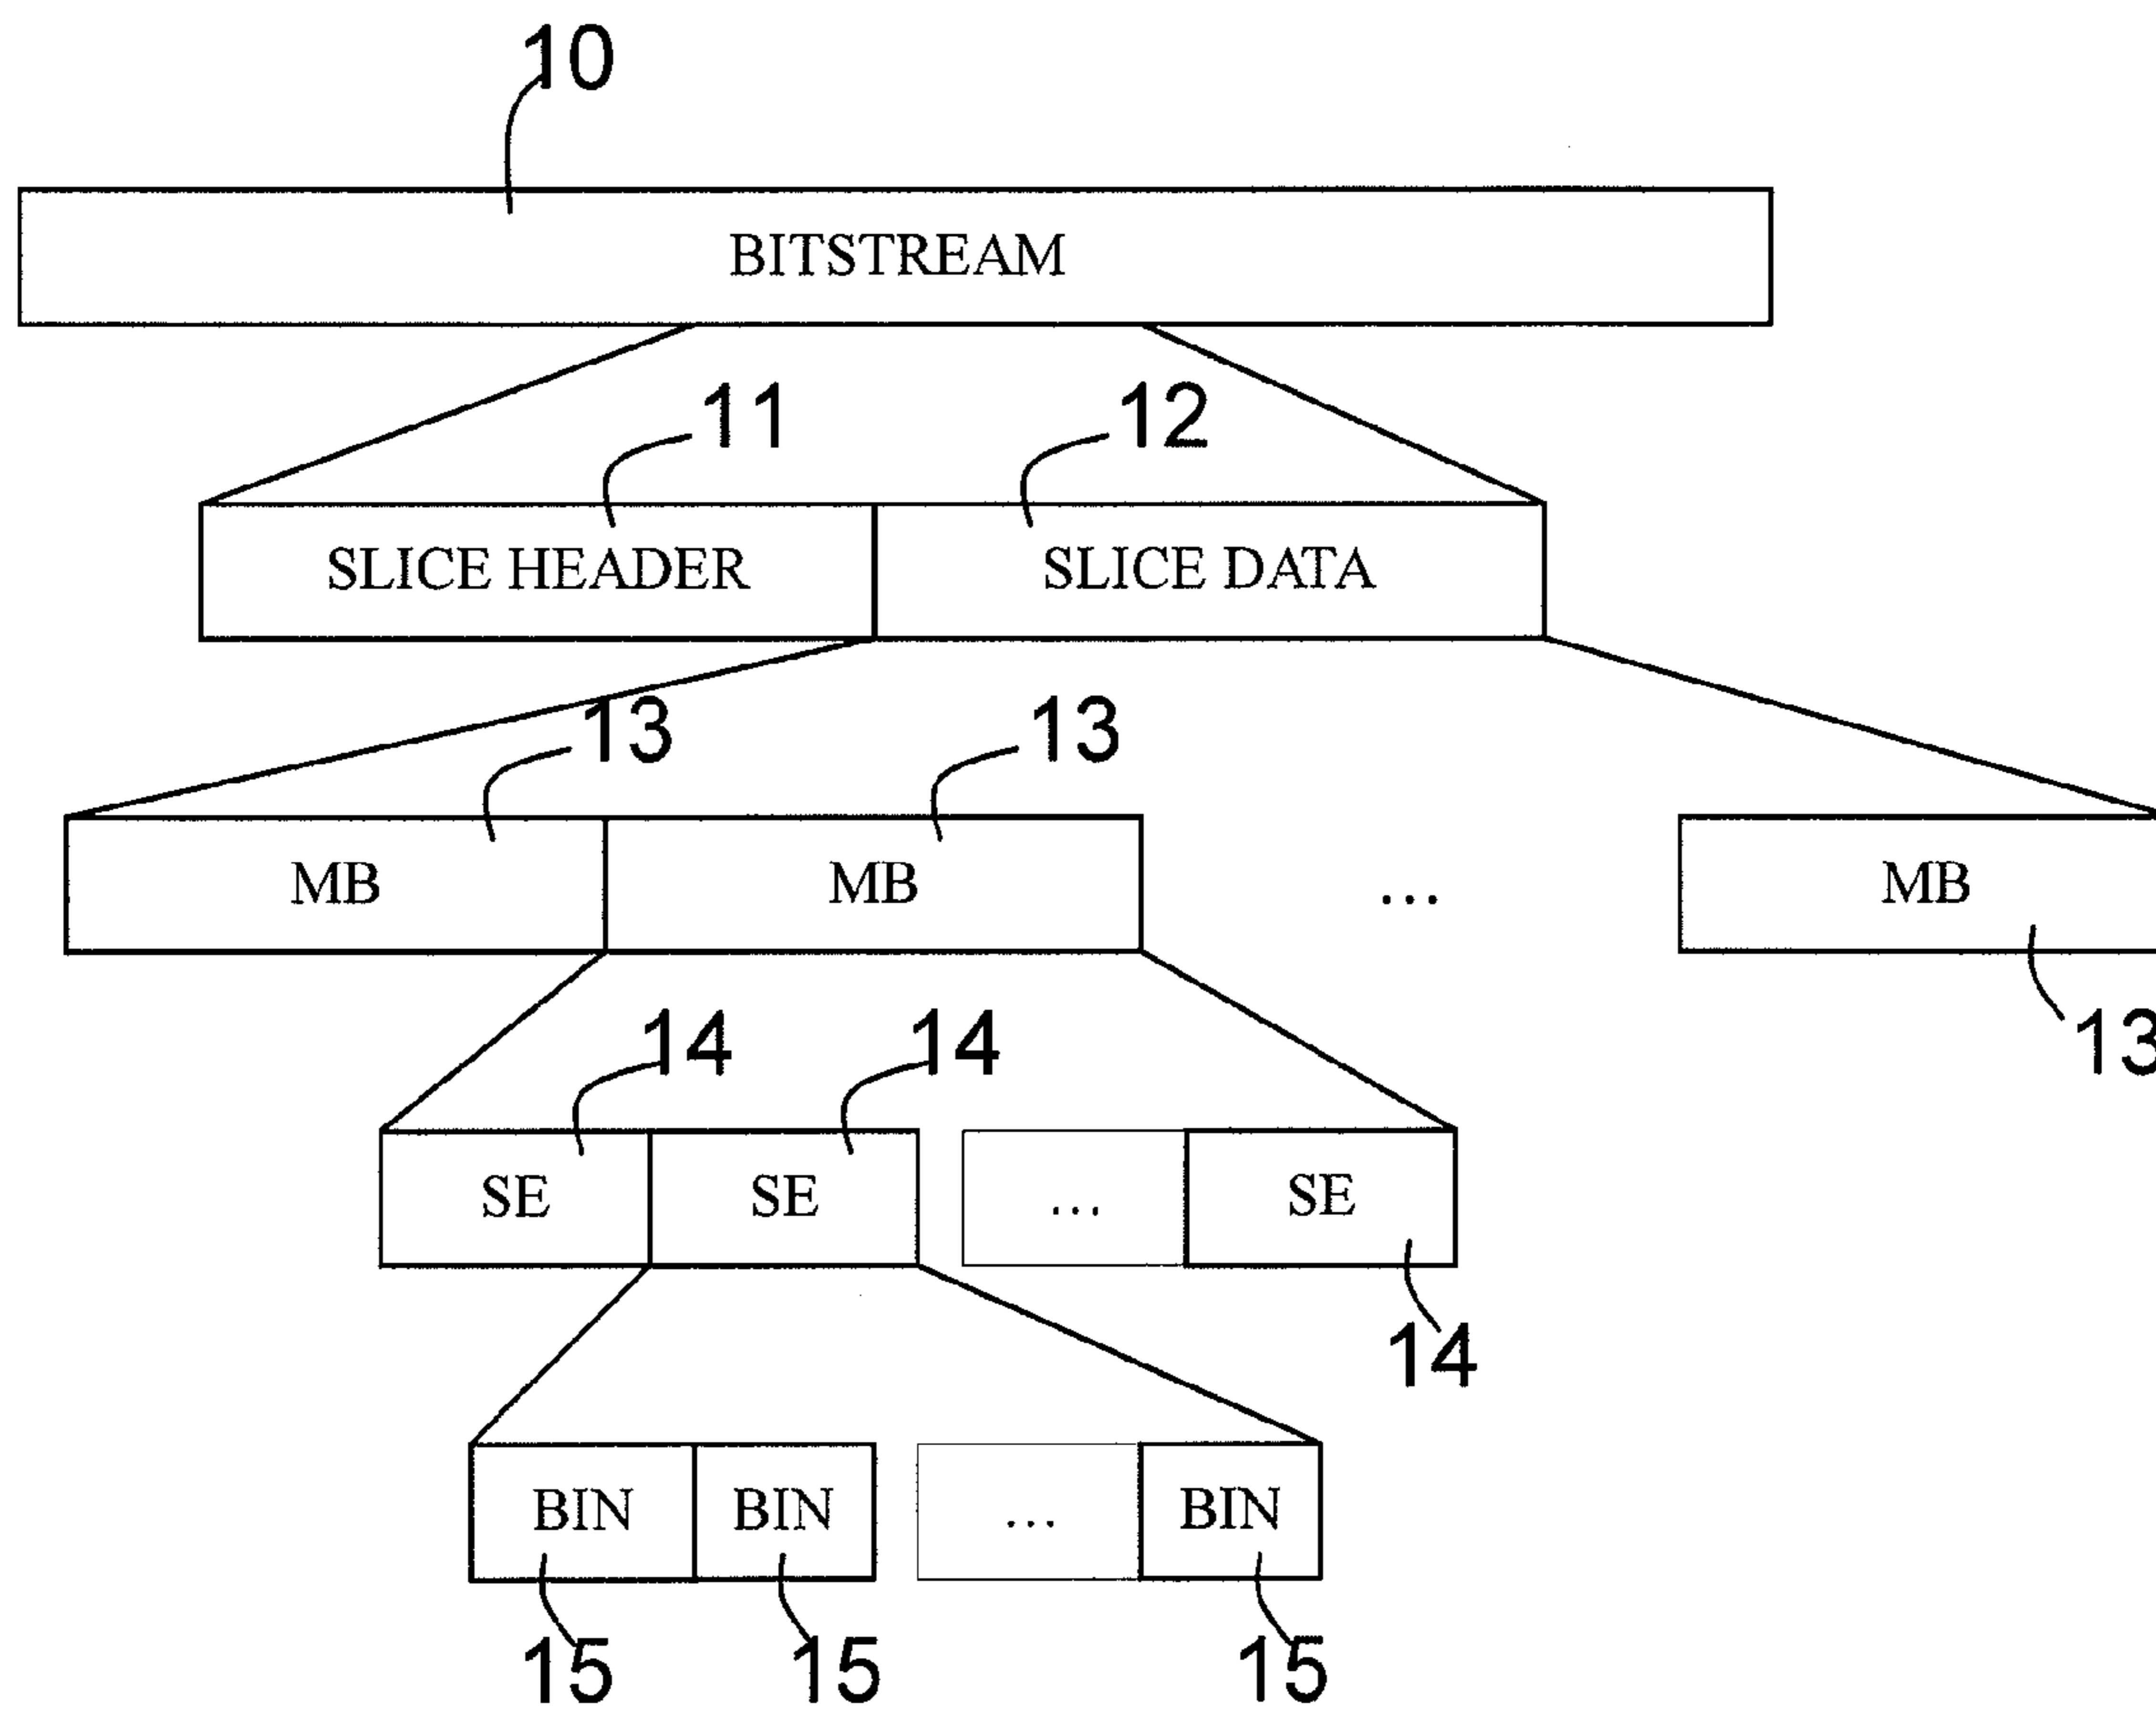 10
BITSTREAM
11 12
SLICE HEADER SLICE DATA
13 13
MB MB ... MB
13
14 14
SE SE ... SE
14
BIN BIN ... BIN
15 15 15